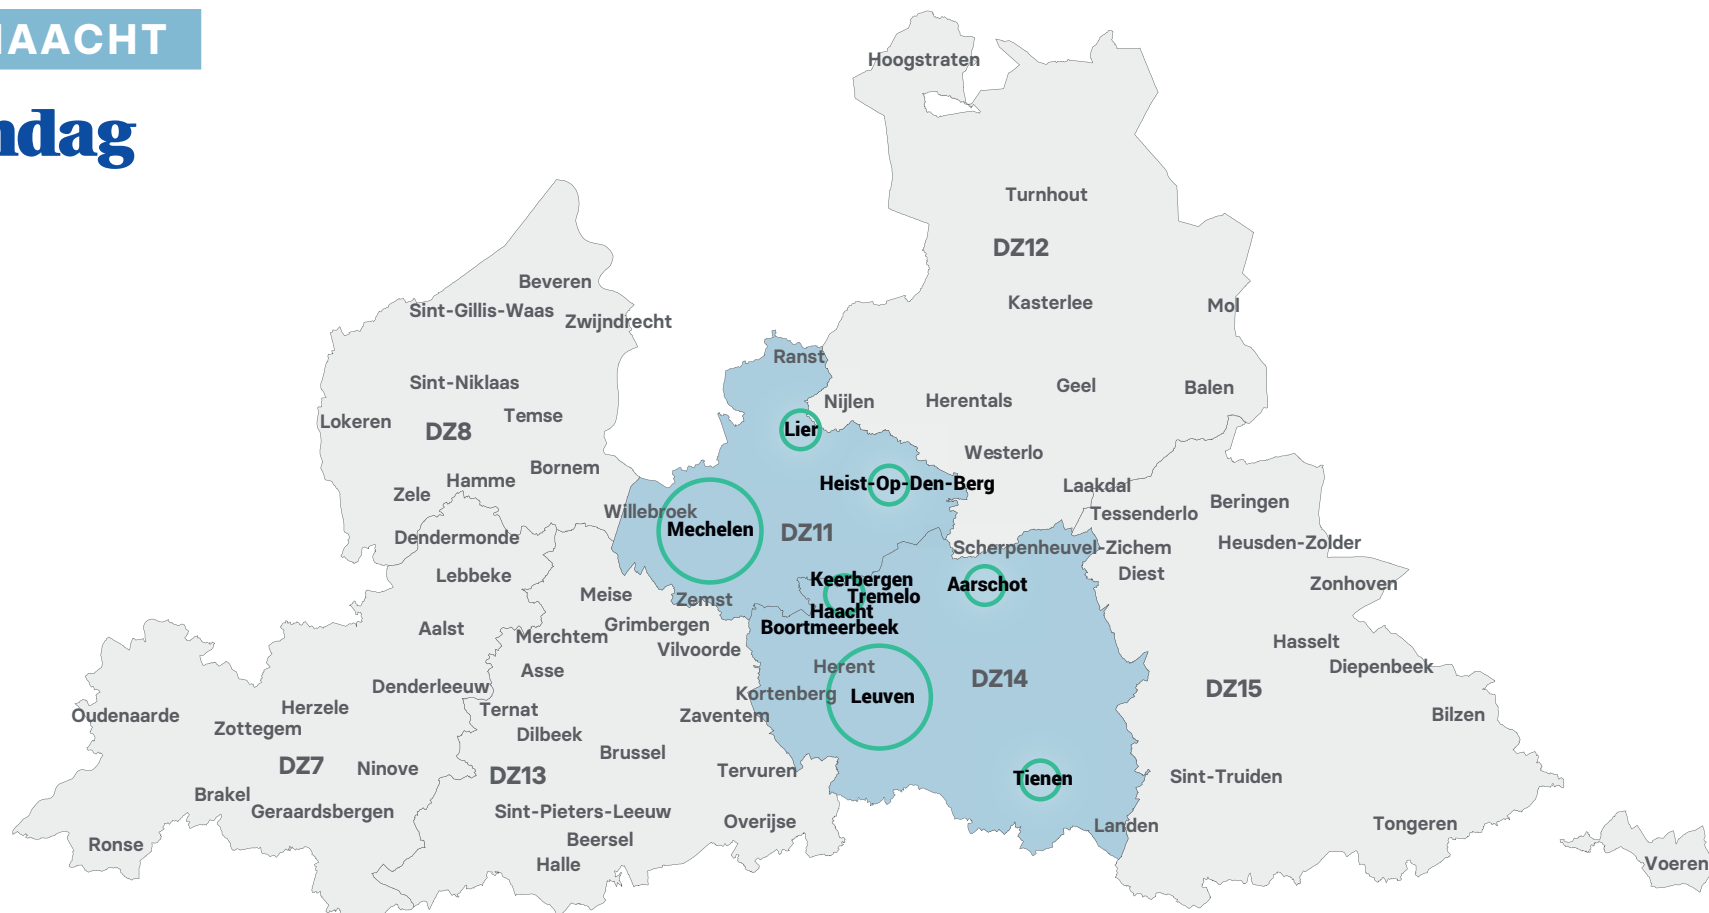 HAACHT
ndag
Hoogstraten
Turnhout
DZ12
Kasterlee
Mol
Beveren
Sint-Gillis-Waas
Zwijndrecht
Ranst
Sint-Niklaas
Geel
Balen
Nijlen
Herentals
Lokeren
Temse
DZ8
Lier
Westerlo
Bornem
Hamme
Zele
Heist-Op-Den-Berg
Laakdal
Beringen
Willebroek
Tessenderlo
Mechelen
DZ11
Dendermonde
Scherpenheuvel-Zichem
Heusden-Zolder
Lebbeke
Diest
Keerbergen
Aarschot
Zonhoven
Meise
Zemst
Tremelo
Haacht
Aalst
Grimbergen
Boortmeerbeek
Merchtem
Hasselt
Vilvoorde
Asse
Herent
Diepenbeek
DZ14
Denderleeuw
Kortenberg
Leuven
DZ15
Herzele
Ternat
Oudenaarde
Zaventem
Bilzen
Zottegem
Dilbeek
Brussel
DZ7
Ninove
DZ13
Tervuren
Tienen
Sint-Truiden
Brakel
Geraardsbergen
Sint-Pieters-Leeuw
Overijse
Landen
Tongeren
Ronse
Beersel
Halle
Voeren